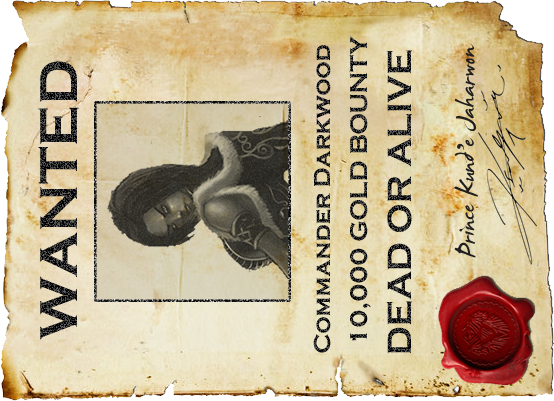 WANTED
COMMANDER DARKWOOD
10,000 GOLD BOUNTY
DEAD OR ALIVE
Prince Kund'e Jaharwon